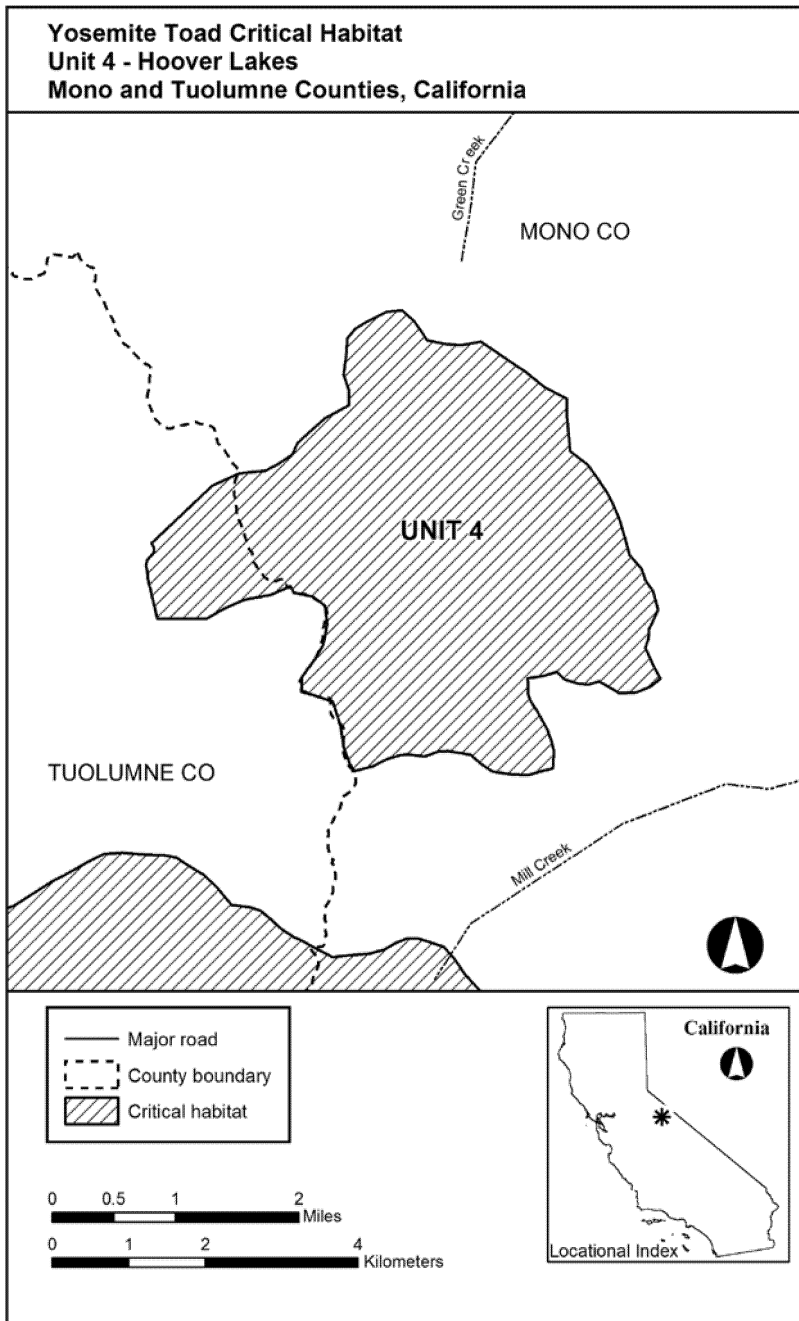 Yosemite Toad Critical Habitat
Unit 4 - Hoover Lakes
Mono and Tuolumne Counties, California
Green Creek
MONO CO
UNIT 4
TUOLUMNE CO
Mill Creek
Major road
County boundary
Critical habitat
0 0.5 1 2
Miles
0 1 2 4
Kilometers
California
Locational Index